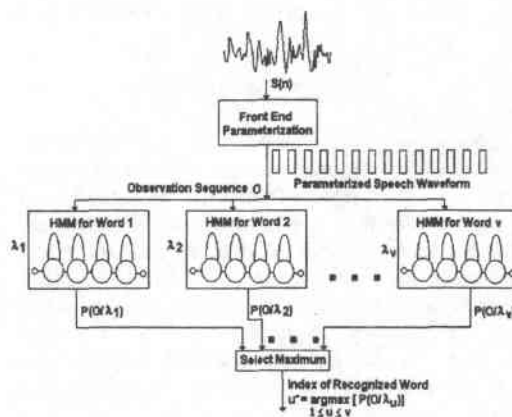 S(n)
Front End
Parameterization
Parameterized Speech Waveform
Observation Sequence O
HMM for Word 1
HMM for Word 2
HMM for Word v
λ1
λ2
λv
P(O/λ1)
P(O/λ2)
P(O/λv)
Select Maximum
Index of Recognized Word
u* = argmax [P(O/λu)]
1 ≤ u ≤ v